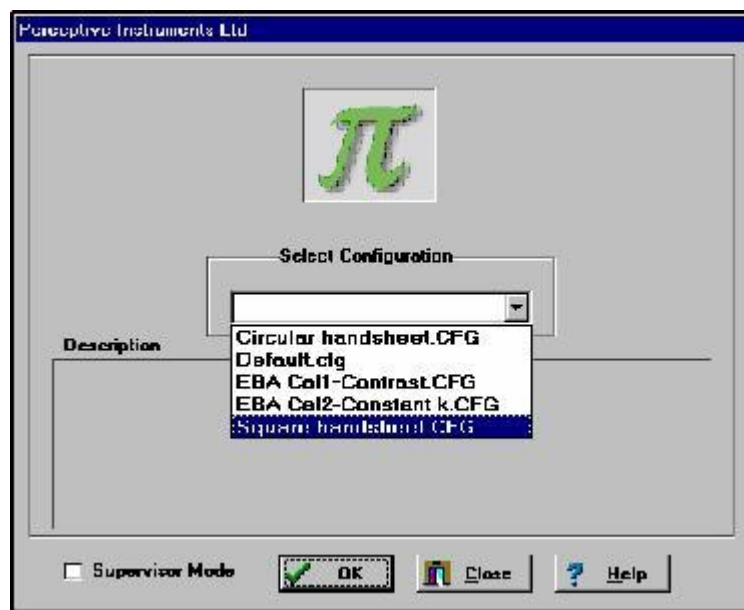 Perceptive Instruments Ltd
π
Select Configuration
Circular handsheet.CFG
Default.cfg
EBA Cal1-Contrast.CFG
EBA Cal2-Constant k.CFG
Square handsheet.CFG
Description
Supervisor Mode
OK
Close
? Help